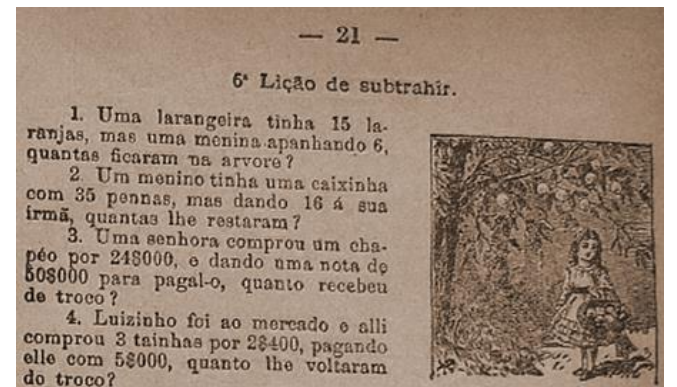 — 21 —
6ª Lição de subtrahir.
1. Uma larangeira tinha 15 la-
ranjas, mas uma menina apanhando 6,
quantas ficaram na arvore?
2. Um menino tinha uma caixinha
com 35 pennas, mas dando 16 á sua
irmã, quantas lhe restaram?
3. Uma senhora comprou um cha-
péo por 24$000, e dando uma nota de
50$000 para pagal-o, quanto recebeu
de troco?
4. Luizinho foi ao mercado e alli
comprou 3 tainhas por 2$400, pagando
elle com 5$000, quanto lhe voltaram
do troco?